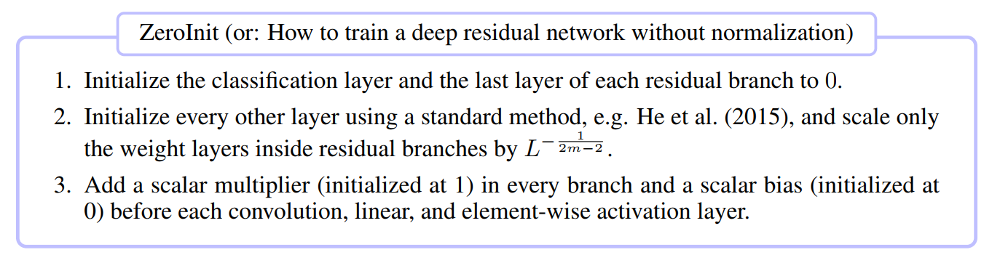 ZeroInit (or: How to train a deep residual network without normalization)
1. Initialize the classification layer and the last layer of each residual branch to 0.
2. Initialize every other layer using a standard method, e.g. He et al. (2015), and scale only
the weight layers inside residual branches by $L^{-\frac{1}{2m-2}}$.
3. Add a scalar multiplier (initialized at 1) in every branch and a scalar bias (initialized at
0) before each convolution, linear, and element-wise activation layer.